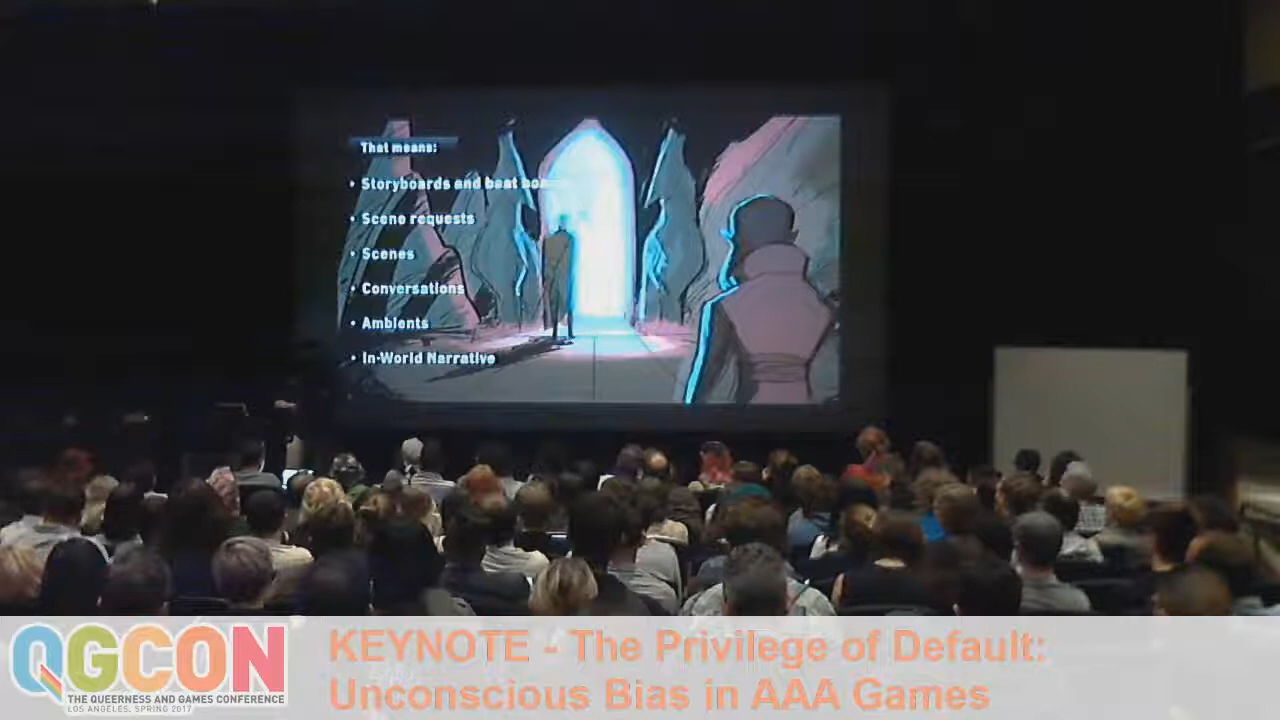 That means:
• Storyboards and beat
• Scene requests
• Scenes
• Conversations
• Ambients
• In-World Narrative
QGCON
THE QUEERNESS AND GAMES CONFERENCE
LOS ANGELES, SPRING 2017
KEYNOTE - The Privilege of Default:
Unconscious Bias in AAA Games